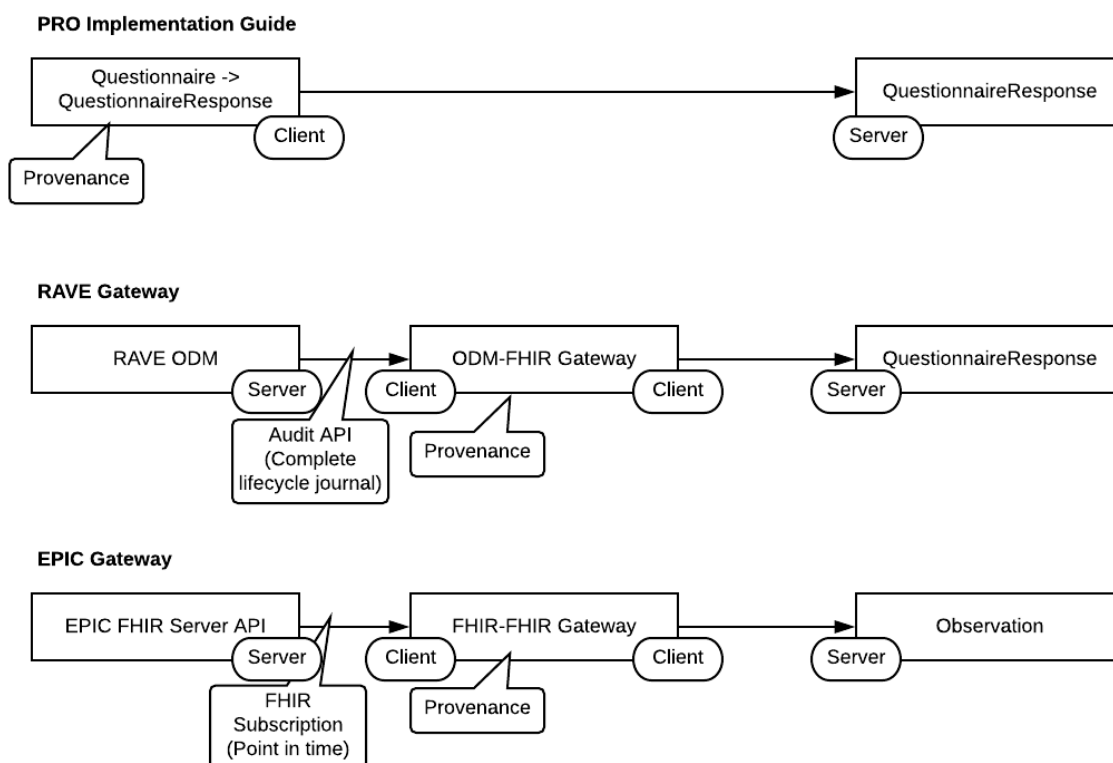 PRO Implementation Guide
Questionnaire ->
QuestionnaireResponse
QuestionnaireResponse
Client
Server
Provenance
RAVE Gateway
RAVE ODM
ODM-FHIR Gateway
QuestionnaireResponse
Server
Client
Client
Server
Audit API
(Complete
lifecycle journal)
Provenance
EPIC Gateway
EPIC FHIR Server API
FHIR-FHIR Gateway
Observation
Server
Client
Client
Server
FHIR
Subscription
(Point in time)
Provenance